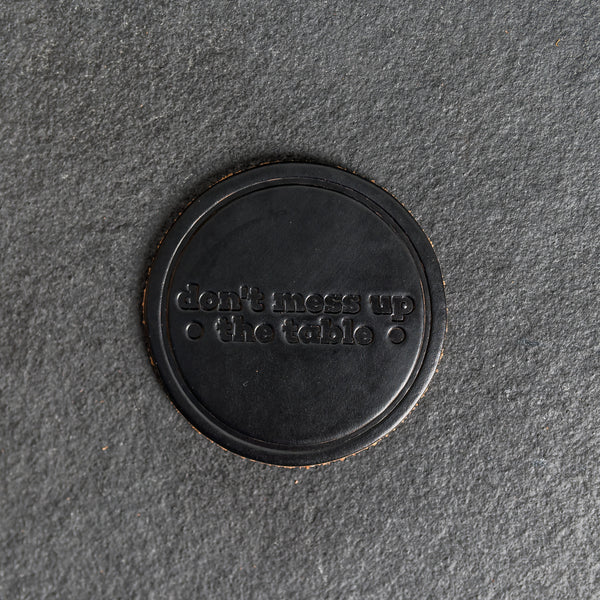 don't mess up
• the table •